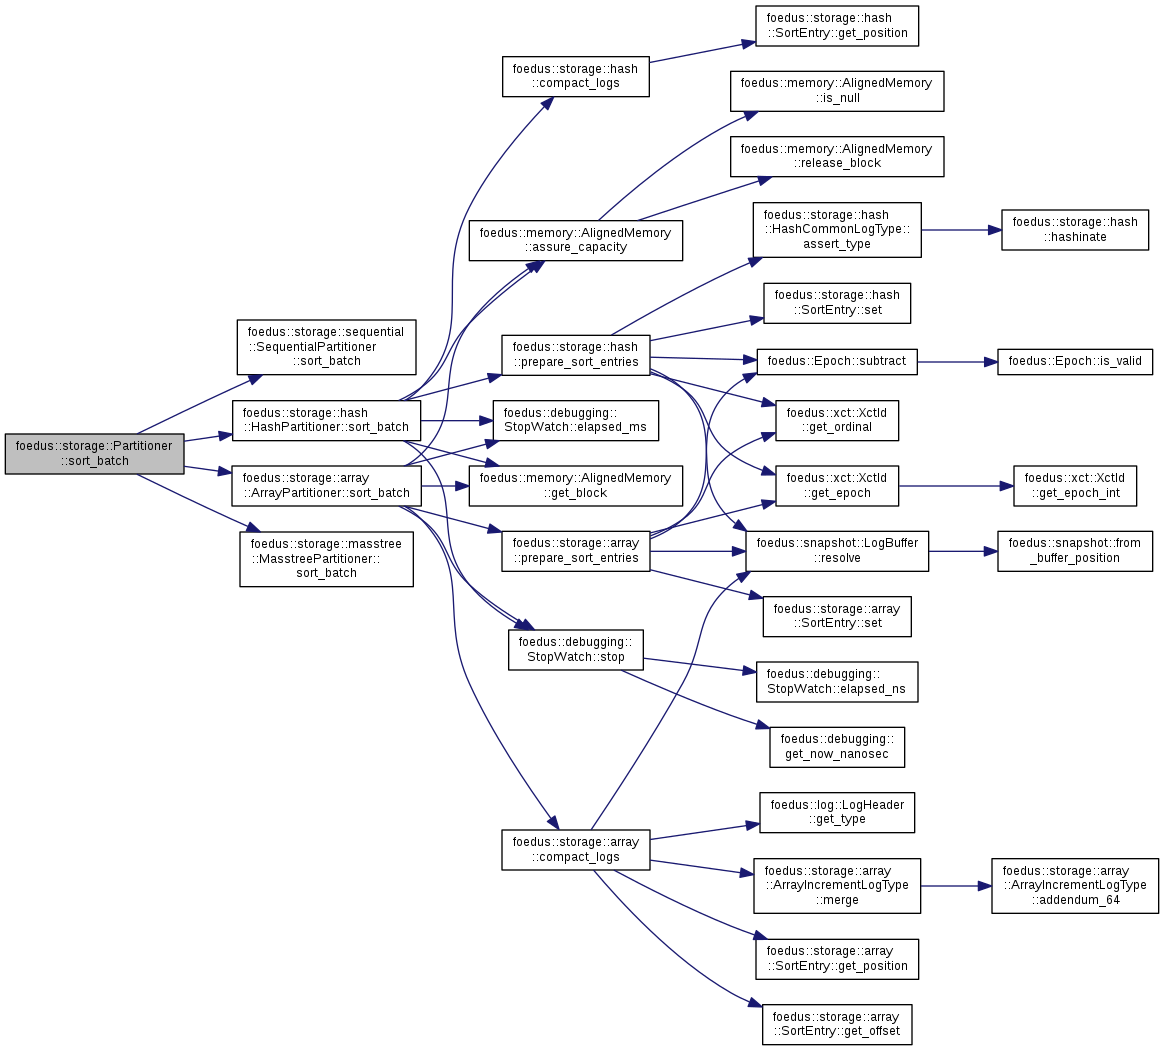 foedus::storage::Partitioner
::sort_batch
foedus::storage::sequential
::SequentialPartitioner
::sort_batch
foedus::storage::hash
::HashPartitioner::sort_batch
foedus::storage::array
::ArrayPartitioner::sort_batch
foedus::storage::masstree
::MasstreePartitioner::
sort_batch
foedus::storage::hash
::compact_logs
foedus::memory::AlignedMemory
::assure_capacity
foedus::storage::hash
::prepare_sort_entries
foedus::debugging::
StopWatch::elapsed_ms
foedus::memory::AlignedMemory
::get_block
foedus::storage::array
::prepare_sort_entries
foedus::debugging::
StopWatch::stop
foedus::storage::array
::compact_logs
foedus::storage::hash
::SortEntry::get_position
foedus::memory::AlignedMemory
::is_null
foedus::memory::AlignedMemory
::release_block
foedus::storage::hash
::HashCommonLogType::
assert_type
foedus::storage::hash
::SortEntry::set
foedus::Epoch::subtract
foedus::xct::XctId
::get_ordinal
foedus::xct::XctId
::get_epoch
foedus::snapshot::LogBuffer
::resolve
foedus::storage::array
::SortEntry::set
foedus::debugging::
StopWatch::elapsed_ns
foedus::debugging::
get_now_nanosec
foedus::log::LogHeader
::get_type
foedus::storage::array
::ArrayIncrementLogType
::merge
foedus::storage::array
::SortEntry::get_position
foedus::storage::array
::SortEntry::get_offset
foedus::storage::hash
::hashinate
foedus::Epoch::is_valid
foedus::xct::XctId
::get_epoch_int
foedus::snapshot::from
_buffer_position
foedus::storage::array
::ArrayIncrementLogType
::addendum_64